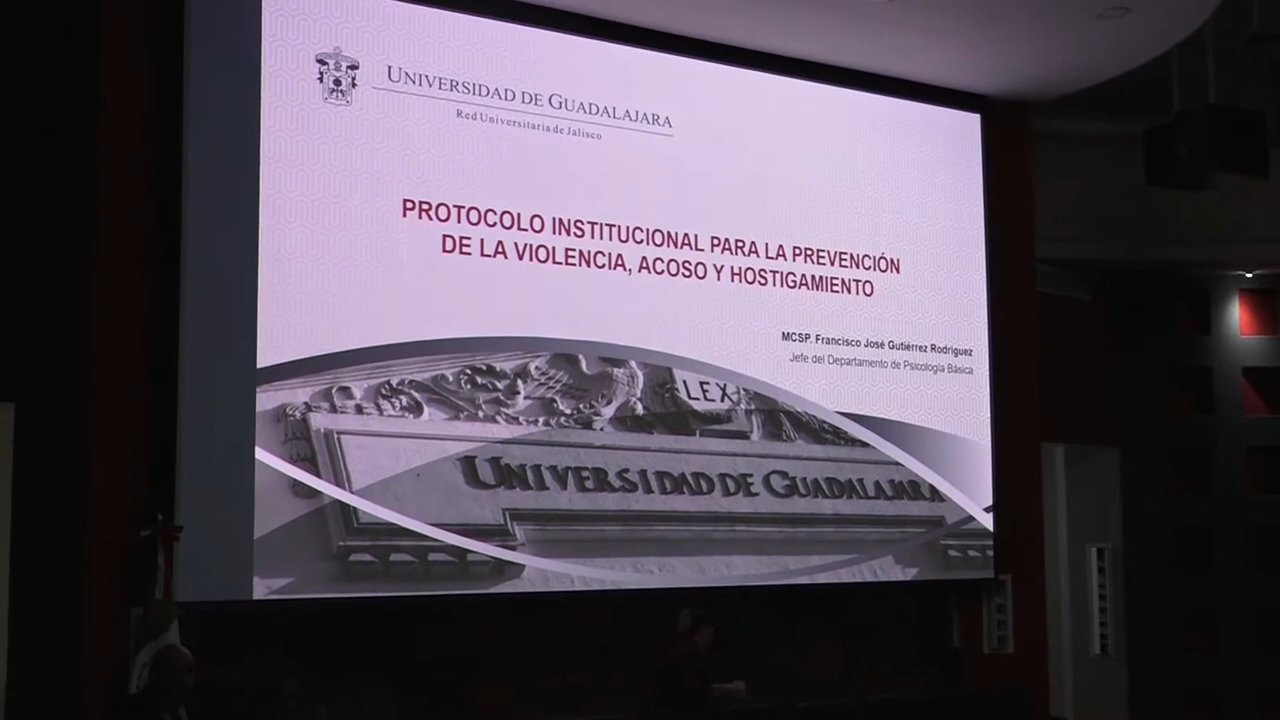 UNIVERSIDAD DE GUADALAJARA
Red Universitaria de Jalisco
PROTOCOLO INSTITUCIONAL PARA LA PREVENCIÓN
DE LA VIOLENCIA, ACOSO Y HOSTIGAMIENTO
MCSP. Francisco José Gutiérrez Rodríguez
Jefe del Departamento de Psicología Básica
LEX
UNIVERSIDAD DE GUADALAJARA